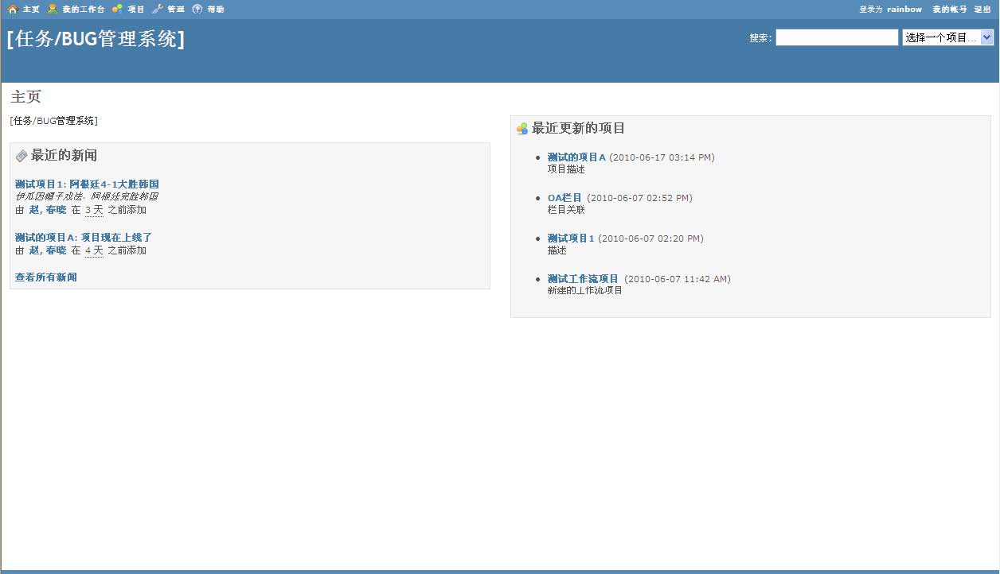 主页 我的工作台 项目 管理 帮助
登录为 rainbow 我的帐号 退出
[任务/BUG管理系统]
搜索:
选择一个项目...
主页
[任务/BUG管理系统]
最近的新闻
测试项目1: 阿根廷4-1大胜韩国
伊瓜因帽子戏法，阿根廷完胜韩国
由 赵, 春晓 在 3 天 之前添加
测试的项目A: 项目现在上线了
由 赵, 春晓 在 4 天 之前添加
查看所有新闻
最近更新的项目
测试的项目A (2010-06-17 03:14 PM)
项目描述
OA栏目 (2010-06-07 02:52 PM)
栏目关联
测试项目1 (2010-06-07 02:20 PM)
描述
测试工作流项目 (2010-06-07 11:42 AM)
新建的工作流项目